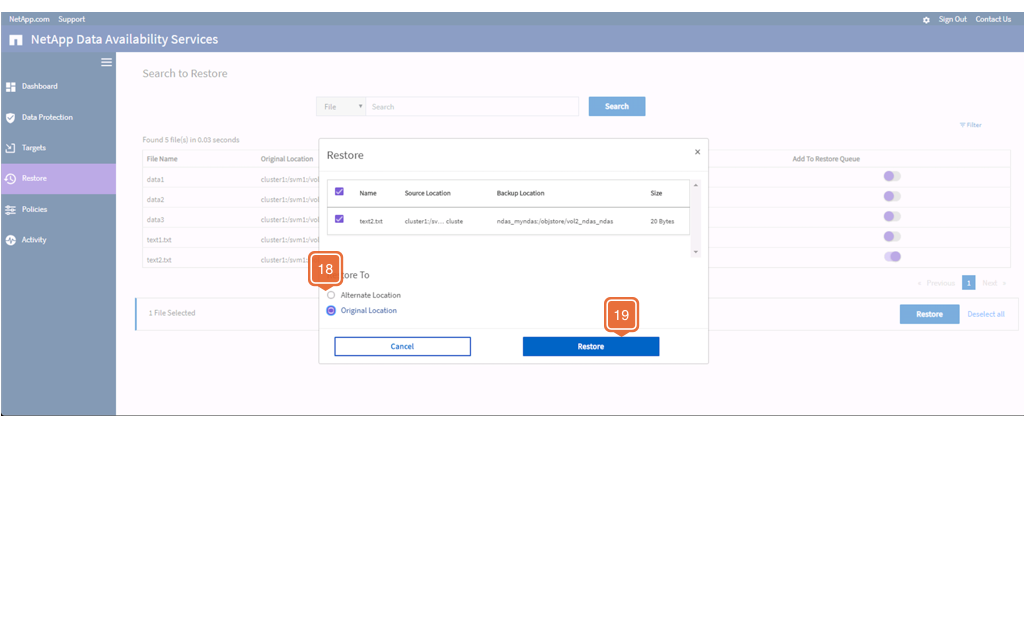 NetApp.com Support Sign Out Contact Us
NetApp Data Availability Services
Dashboard
Data Protection
Targets
Restore
Policies
Activity
Search to Restore
File Search Search
Filter
Found 5 file(s) in 0.03 seconds
File Name Original Location Add To Restore Queue
data1 cluster1:/svm1:/vol
data2 cluster1:/svm1:/vol
data3 cluster1:/svm1:/vol
text1.txt cluster1:/svm1:/vol
text2.txt cluster1:/svm1:
< Previous 1 Next >
1 File Selected Restore Deselect all
Restore ×
Name Source Location Backup Location Size
text2.txt cluster1:/sv... cluste ndas_myndas:/objstore/vol2_ndas_ndas 20 Bytes
18
tore To
Alternate Location
Original Location
19
Cancel Restore